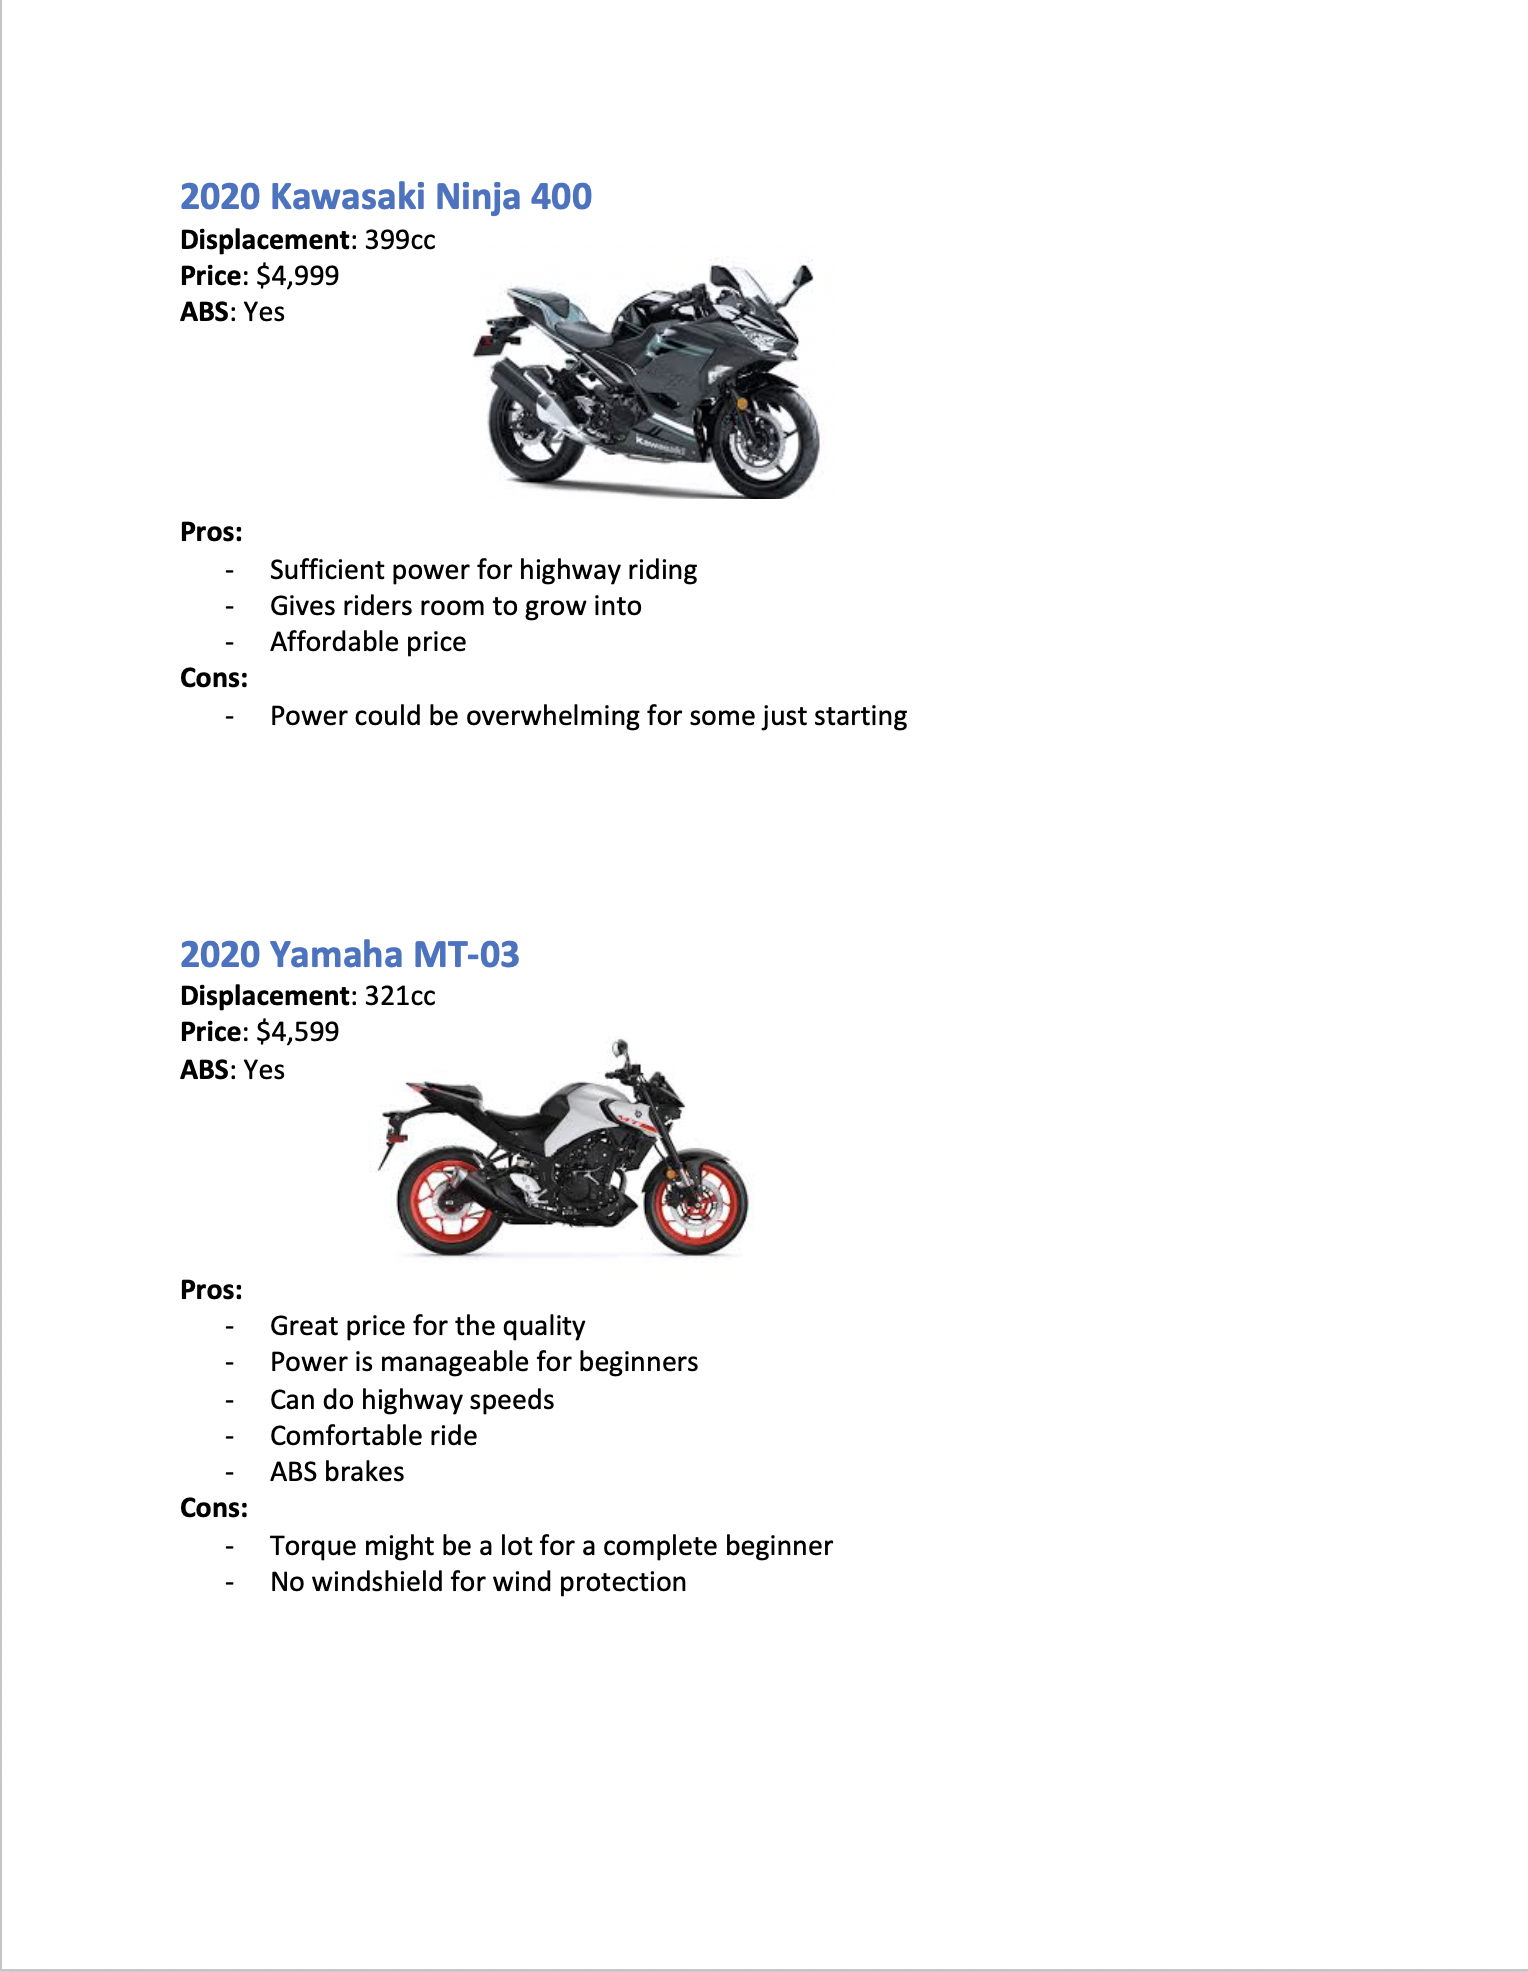 2020 Kawasaki Ninja 400
Displacement: 399cc
Price: $4,999
ABS: Yes
Kawasaki
Pros:
- Sufficient power for highway riding
- Gives riders room to grow into
- Affordable price
Cons:
- Power could be overwhelming for some just starting
2020 Yamaha MT-03
Displacement: 321cc
Price: $4,599
ABS: Yes
MT
Pros:
- Great price for the quality
- Power is manageable for beginners
- Can do highway speeds
- Comfortable ride
- ABS brakes
Cons:
- Torque might be a lot for a complete beginner
- No windshield for wind protection